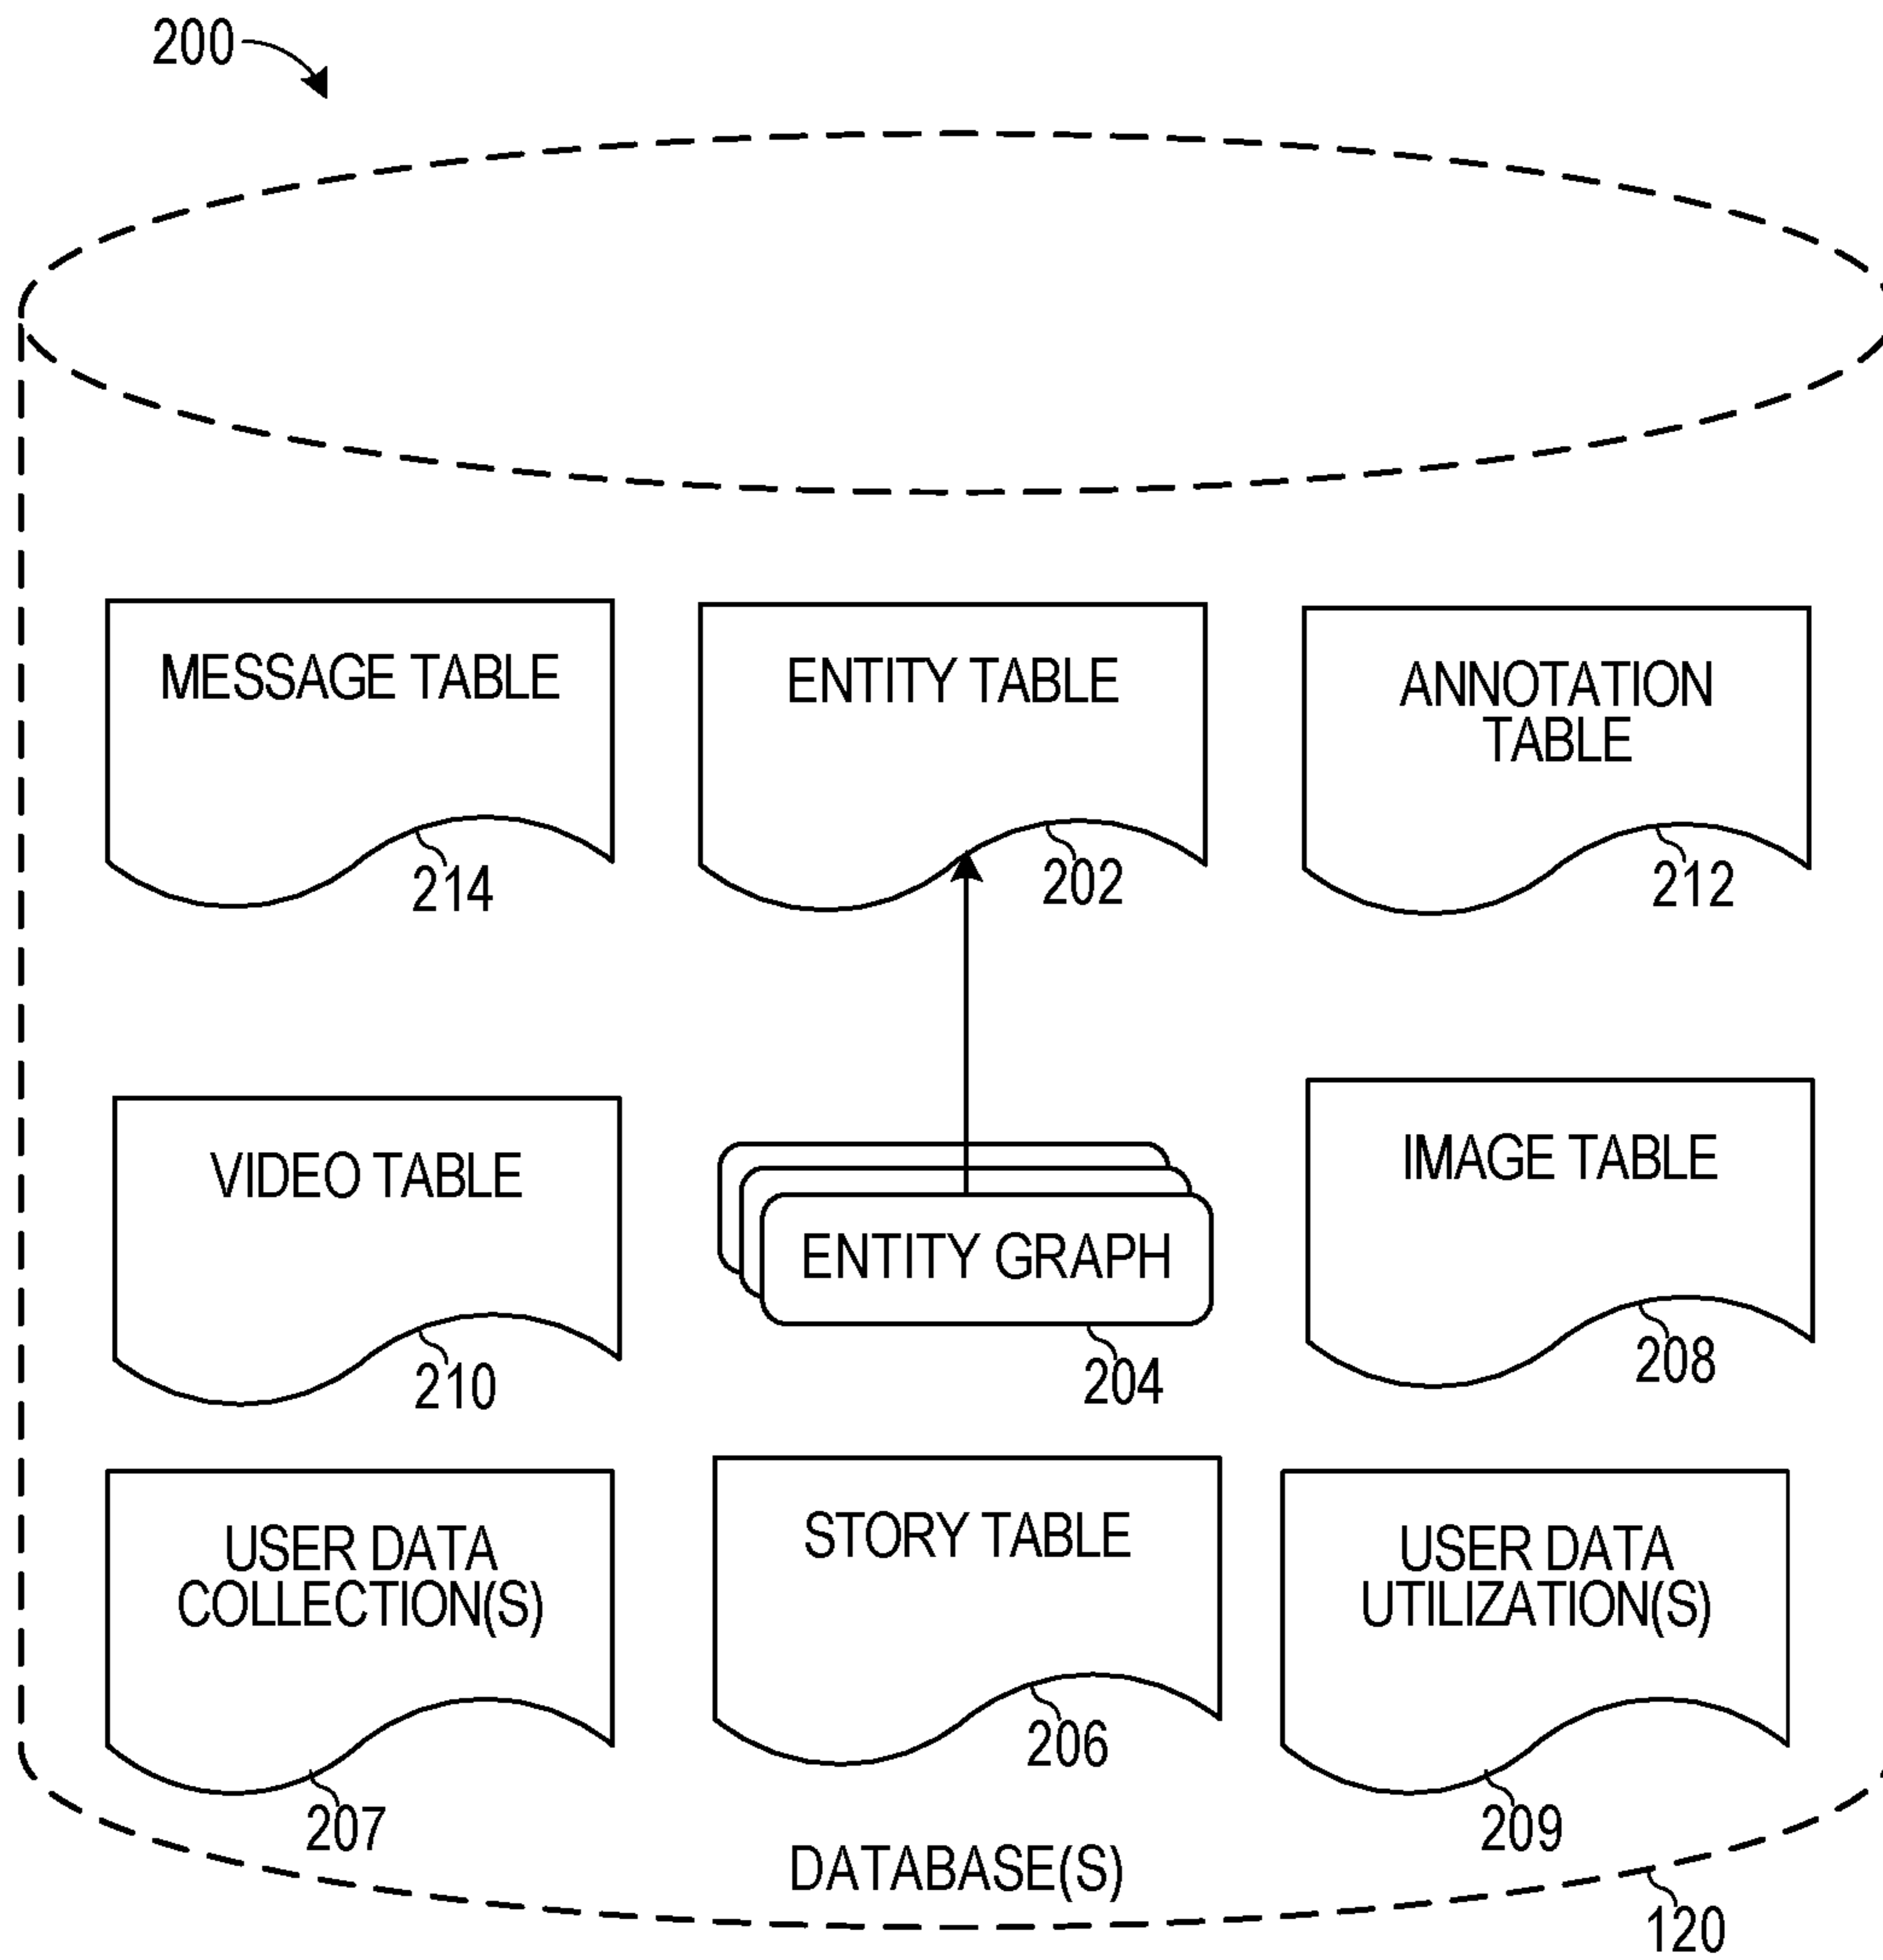 200
MESSAGE TABLE
214
ENTITY TABLE
202
ANNOTATION
TABLE
212
VIDEO TABLE
210
ENTITY GRAPH
204
IMAGE TABLE
208
USER DATA
COLLECTION(S)
207
STORY TABLE
206
USER DATA
UTILIZATION(S)
209
DATABASE(S)
120